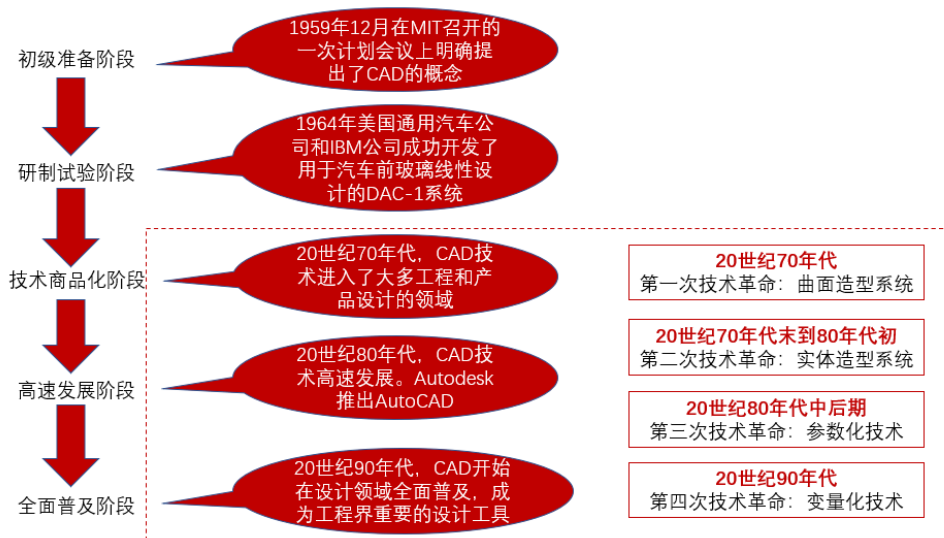 初级准备阶段
1959年12月在MIT召开的
一次计划会议上明确提
出了CAD的概念
研制试验阶段
1964年美国通用汽车公
司和IBM公司成功开发了
用于汽车前玻璃线性设
计的DAC-1系统
技术商品化阶段
20世纪70年代，CAD技
术进入了大多工程和产
品设计的领域
高速发展阶段
20世纪80年代，CAD技
术高速发展。Autodesk
推出AutoCAD
全面普及阶段
20世纪90年代，CAD开始
在设计领域全面普及，成
为工程界重要的设计工具
20世纪70年代
第一次技术革命：曲面造型系统
20世纪70年代末到80年代初
第二次技术革命：实体造型系统
20世纪80年代中后期
第三次技术革命：参数化技术
20世纪90年代
第四次技术革命：变量化技术